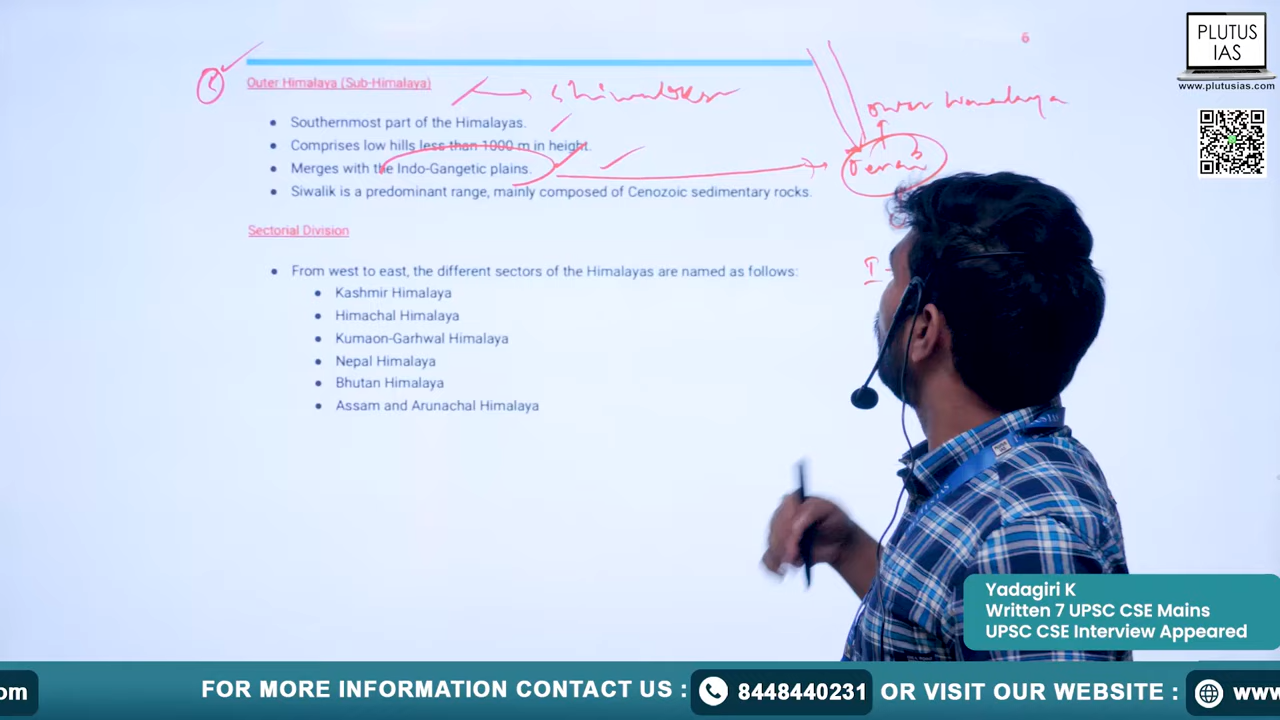 6
PLUTUS
IAS
www.plutusias.com
Outer Himalaya (Sub-Himalaya)
Shiwaloks
outer himalaya
Southernmost part of the Himalayas.
Comprises low hills less than 1000 m in height.
Merges with the Indo-Gangetic plains.
Terai
Siwalik is a predominant range, mainly composed of Cenozoic sedimentary rocks.
Sectorial Division
I -
From west to east, the different sectors of the Himalayas are named as follows:
Kashmir Himalaya
Himachal Himalaya
Kumaon-Garhwal Himalaya
Nepal Himalaya
Bhutan Himalaya
Assam and Arunachal Himalaya
Yadagiri K
Written 7 UPSC CSE Mains
UPSC CSE Interview Appeared
om FOR MORE INFORMATION CONTACT US : 8448440231 OR VISIT OUR WEBSITE : www